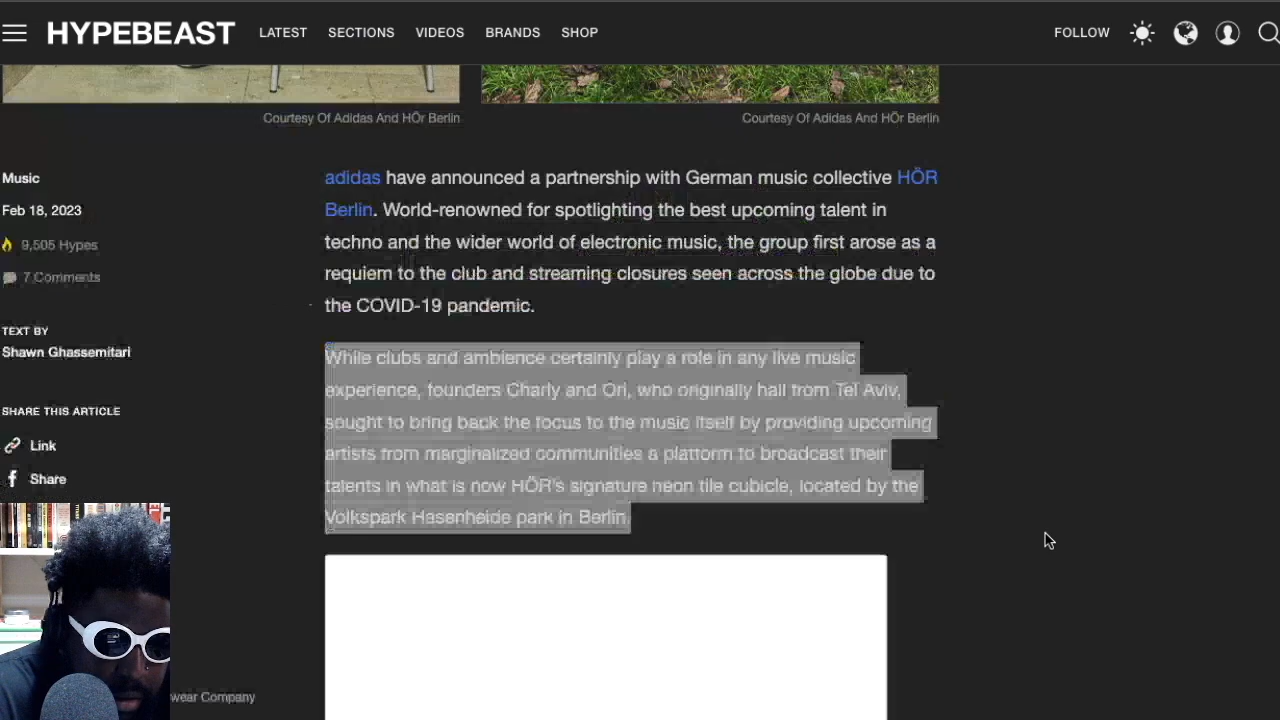 HYPEBEAST LATEST SECTIONS VIDEOS BRANDS SHOP FOLLOW
Courtesy Of Adidas And HÖr Berlin
Courtesy Of Adidas And HÖr Berlin
Music
Feb 18, 2023
9,505 Hypes
7 Comments
TEXT BY
Shawn Ghassemitari
SHARE THIS ARTICLE
Link
Share
adidas have announced a partnership with German music collective HÖR
Berlin. World-renowned for spotlighting the best upcoming talent in
techno and the wider world of electronic music, the group first arose as a
requiem to the club and streaming closures seen across the globe due to
the COVID-19 pandemic.
While clubs and ambience certainly play a role in any live music
experience, founders Charly and Ori, who originally hail from Tel Aviv,
sought to bring back the focus to the music itself by providing upcoming
artists from marginalized communities a platform to broadcast their
talents in what is now HÖR's signature neon tile cubicle, located by the
Volkspark Hasenheide park in Berlin.
wear Company